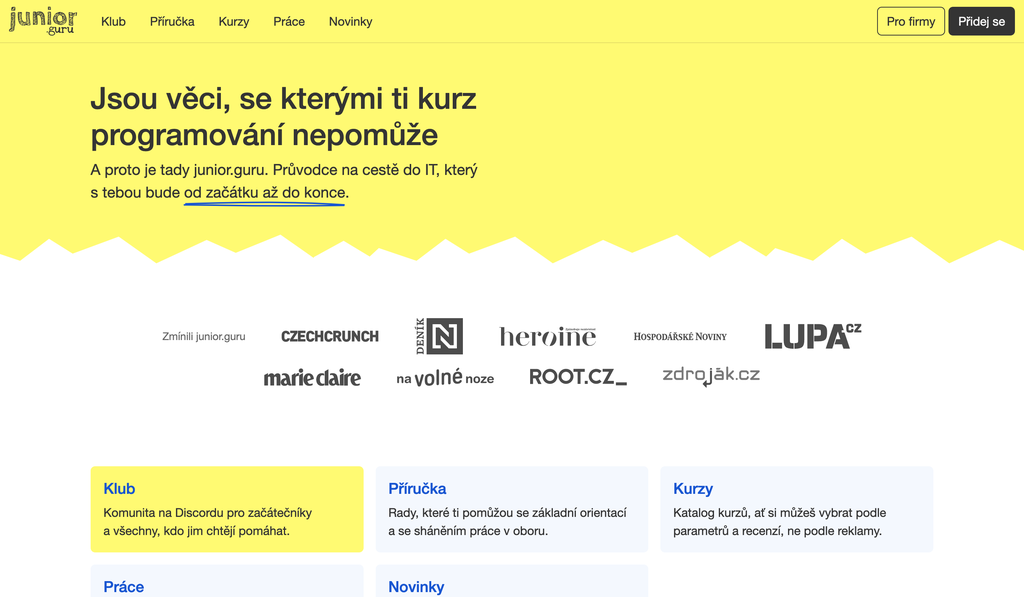 junior
.guru
Klub
Příručka
Kurzy
Práce
Novinky
Pro firmy
Přidej se
Jsou věci, se kterými ti kurz
programování nepomůže
A proto je tady junior.guru. Průvodce na cestě do IT, který
s tebou bude od začátku až do konce.
Zmínili junior.guru
CZECHCRUNCH
DENÍK N
heroine
HOSPODÁŘSKÉ NOVINY
LUPA.CZ
marie claire
na volné noze
ROOT.CZ_
zdroják.cz
Klub
Komunita na Discordu pro začátečníky
a všechny, kdo jim chtějí pomáhat.
Příručka
Rady, které ti pomůžou se základní orientací
a se sháněním práce v oboru.
Kurzy
Katalog kurzů, ať si můžeš vybrat podle
parametrů a recenzí, ne podle reklamy.
Práce
Novinky